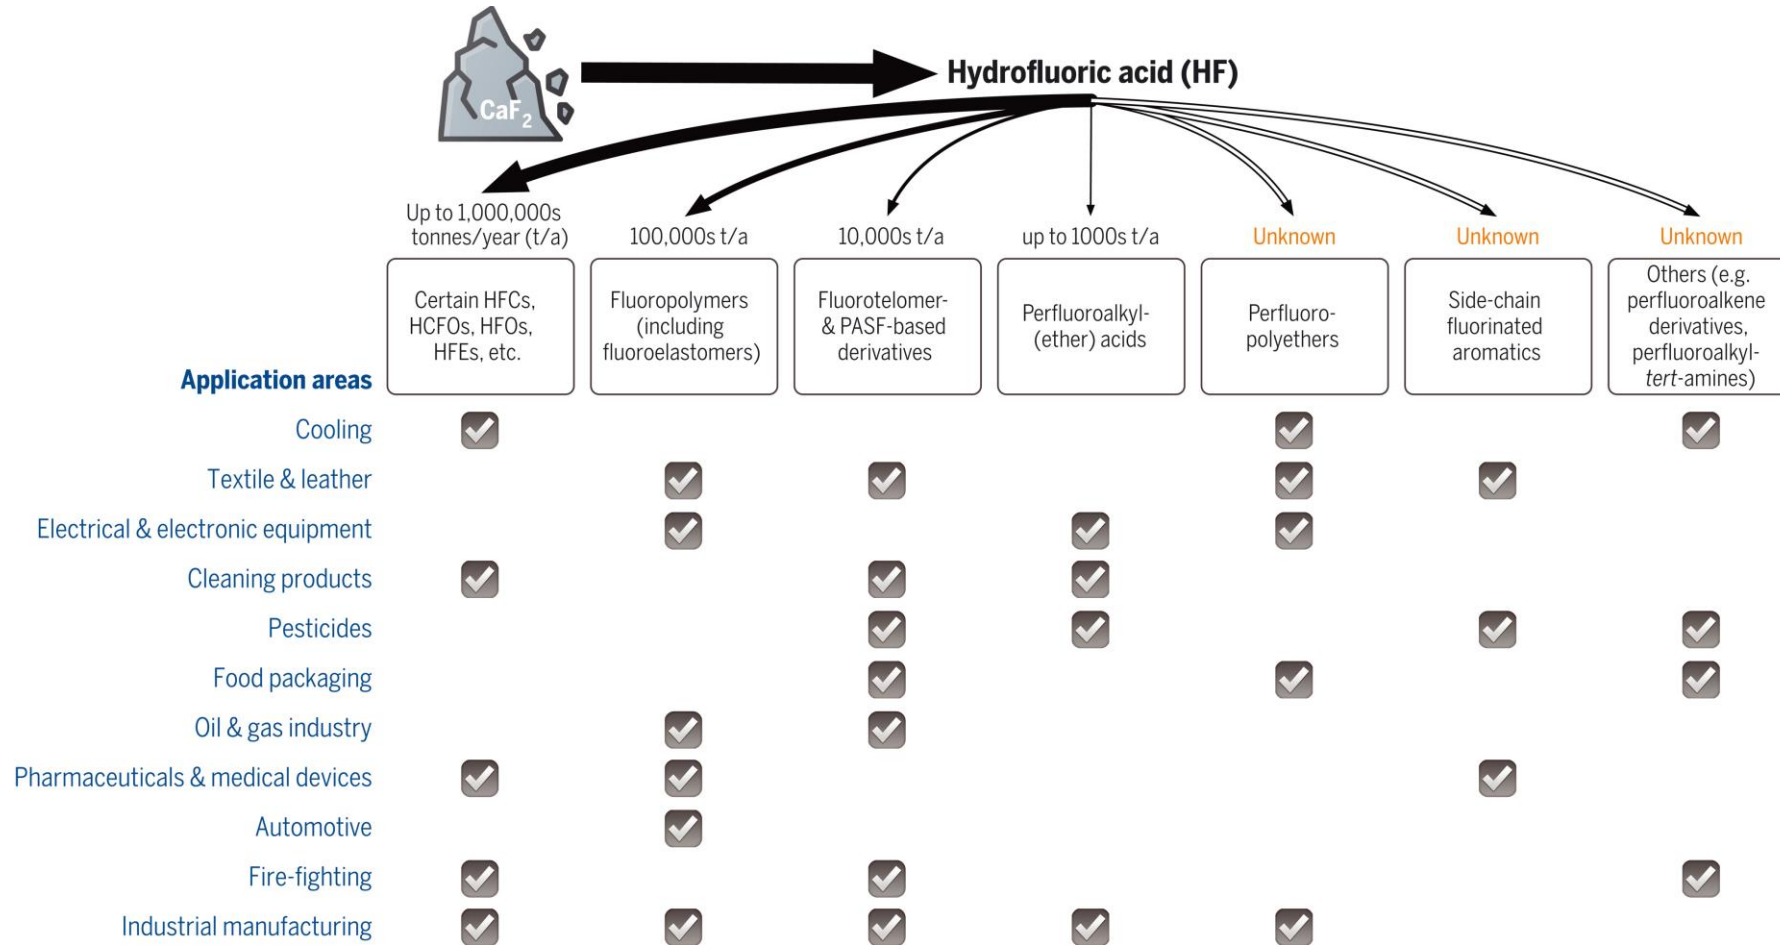 CaF2
Hydrofluoric acid (HF)
Up to 1,000,000s
tonnes/year (t/a)
100,000s t/a
10,000s t/a
up to 1000s t/a
Unknown
Unknown
Unknown
Certain HFCs,
HCFOs, HFOs,
HFEs, etc.
Fluoropolymers
(including
fluoroelastomers)
Fluorotelomer-
& PASF-based
derivatives
Perfluoroalkyl-
(ether) acids
Perfluoro-
polyethers
Side-chain
fluorinated
aromatics
Others (e.g.
perfluoroalkene
derivatives,
perfluoroalkyl-
tert-amines)
Application areas
Cooling
Textile & leather
Electrical & electronic equipment
Cleaning products
Pesticides
Food packaging
Oil & gas industry
Pharmaceuticals & medical devices
Automotive
Fire-fighting
Industrial manufacturing